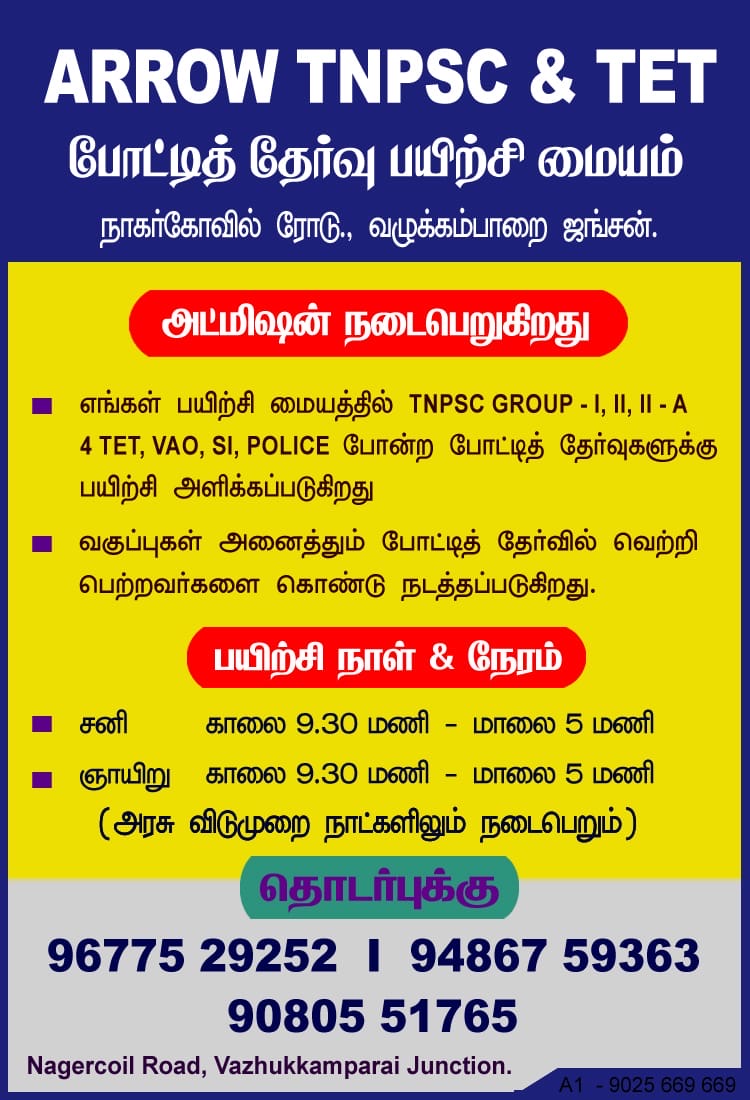 ARROW TNPSC & TET
போட்டித் தேர்வு பயிற்சி மையம்
நாகர்கோவில் ரோடு., வழுக்கம்பாறை ஜங்சன்.
அட்மிஷன் நடைபெறுகிறது
எங்கள் பயிற்சி மையத்தில் TNPSC GROUP - I, II, II - A
4 TET, VAO, SI, POLICE போன்ற போட்டித் தேர்வுகளுக்கு
பயிற்சி அளிக்கப்படுகிறது
வகுப்புகள் அனைத்தும் போட்டித் தேர்வில் வெற்றி
பெற்றவர்களை கொண்டு நடத்தப்படுகிறது.
பயிற்சி நாள் & நேரம்
சனி காலை 9.30 மணி - மாலை 5 மணி
ஞாயிறு காலை 9.30 மணி - மாலை 5 மணி
(அரசு விடுமுறை நாட்களிலும் நடைபெறும்)
தொடர்புக்கு
96775 29252 I 94867 59363
90805 51765
Nagercoil Road, Vazhukkamparai Junction.
A1 - 9025 669 669